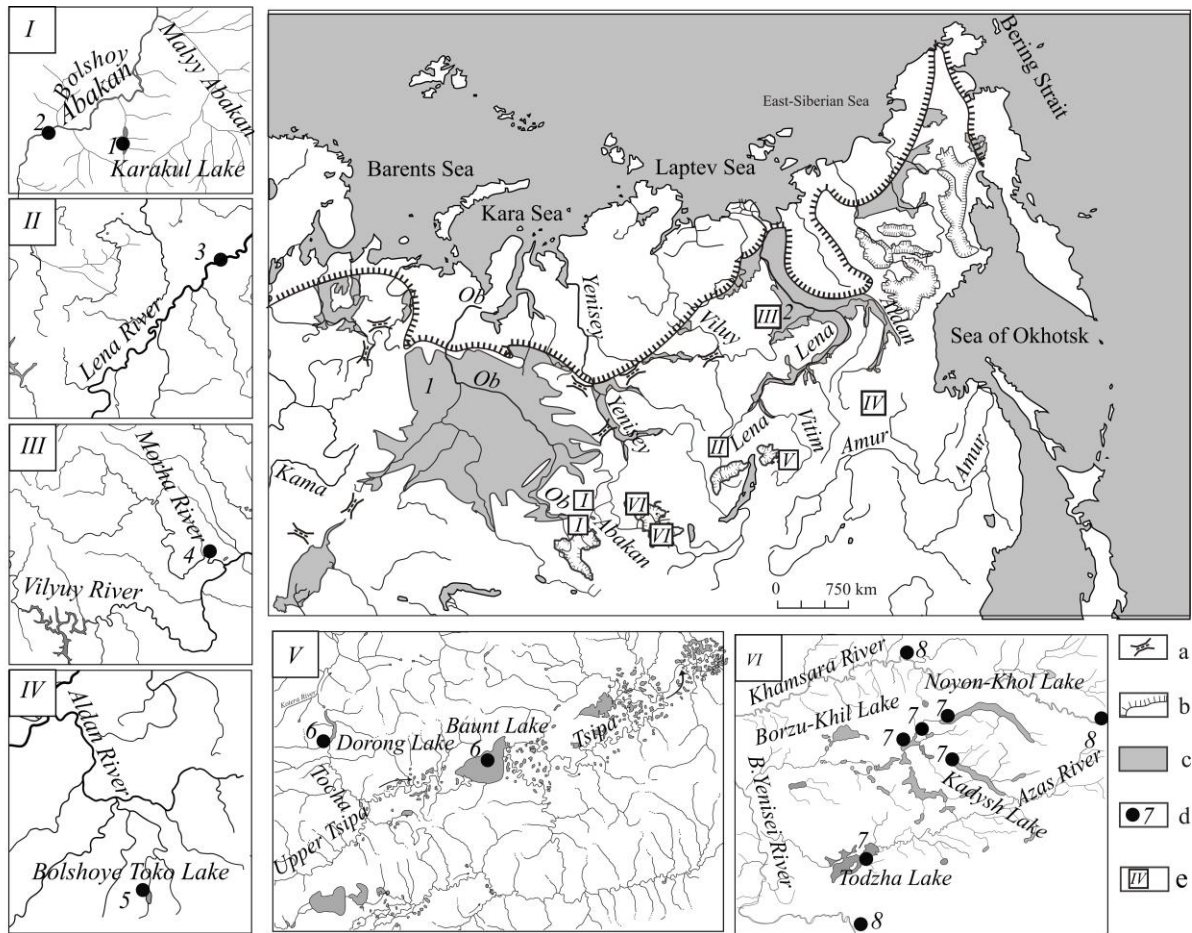 I
Bolshoy
Abakan
Malyy Abakan
2
1
Karakul Lake
II
3
Lena River
III
Morha River
4
Vilyuy River
IV
Aldan River
Bolshoye Toko Lake
5
Bering Strait
East-Siberian Sea
Barents Sea
Laptev Sea
Kara Sea
Ob
Yenisey
Viluy
III
2
Lena
Aldan
Sea of Okhotsk
1
Ob
Yenisey
IV
Kama
II
Lena
V
Vitim
Amur
Amur
Ob
I
I
Abakan
VI
VI
0 750 km
V
Kotera River
6
Dorong Lake
Baunt Lake
6
Tsipa
Tocha
Upper Tsipa
VI
Khamsara River
8
Noyon-Khol Lake
Borzu-Khil Lake
7
7
7
7
8
B.Yenisei River
Kadysh Lake
Azas River
7
Todzha Lake
8
a
b
c
7 d
IV e